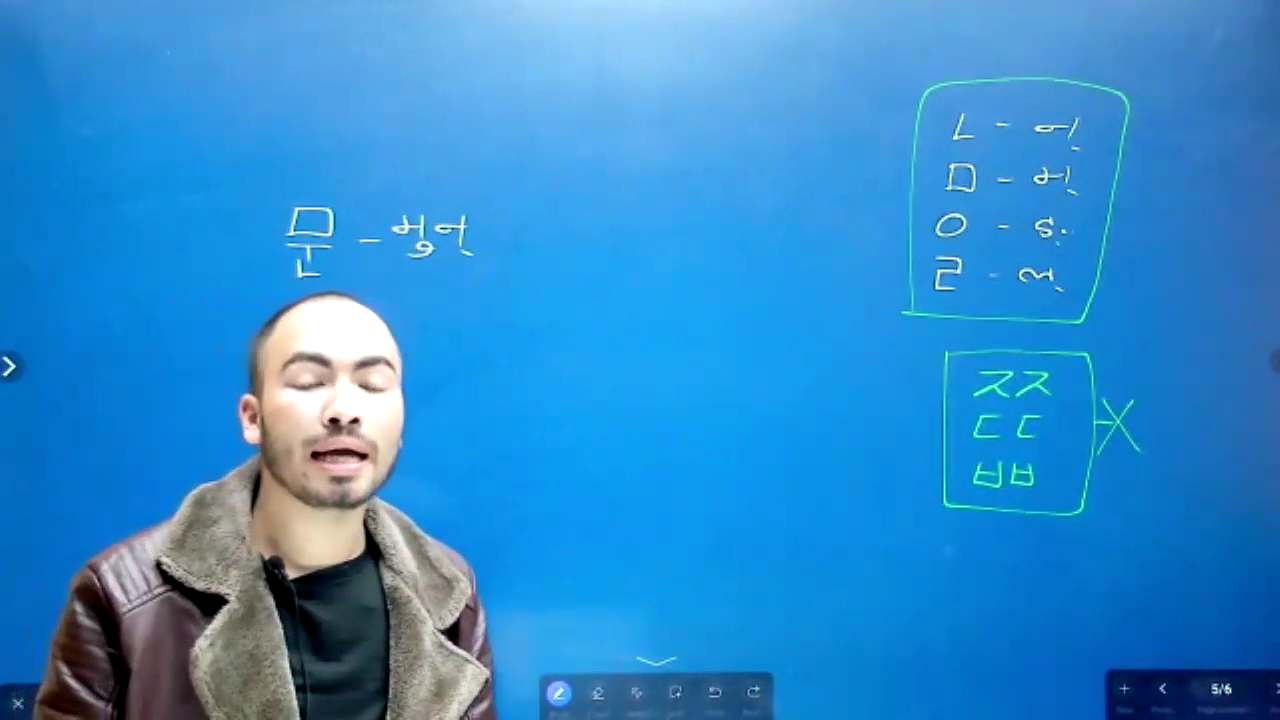 문 - मुन्
ㄴ - न्
ㅁ - म्
ㅇ - ङ
ㄹ - ल्
ㅉ
ㄸ - X
ㅃ
5/6